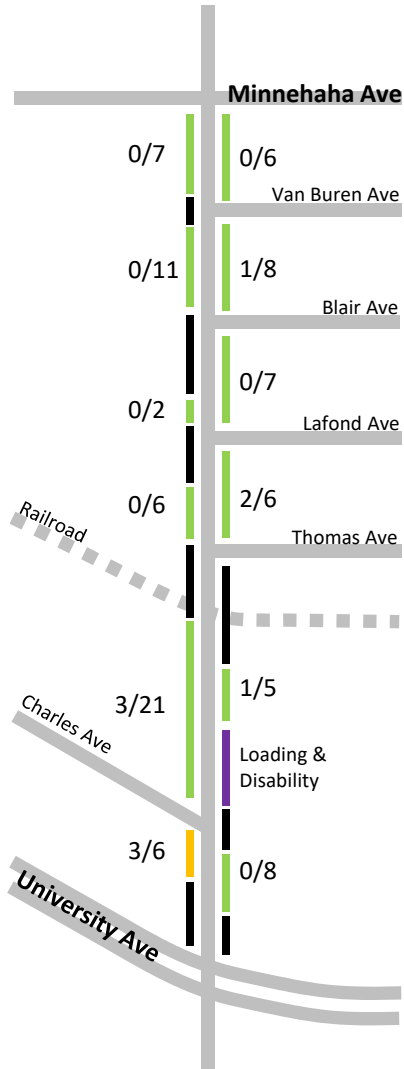 Minnehaha Ave
0/7
0/6
Van Buren Ave
0/11
1/8
Blair Ave
0/7
0/2
Lafond Ave
0/6
2/6
Railroad
Thomas Ave
1/5
3/21
Charles Ave
Loading &
Disability
3/6
0/8
University Ave